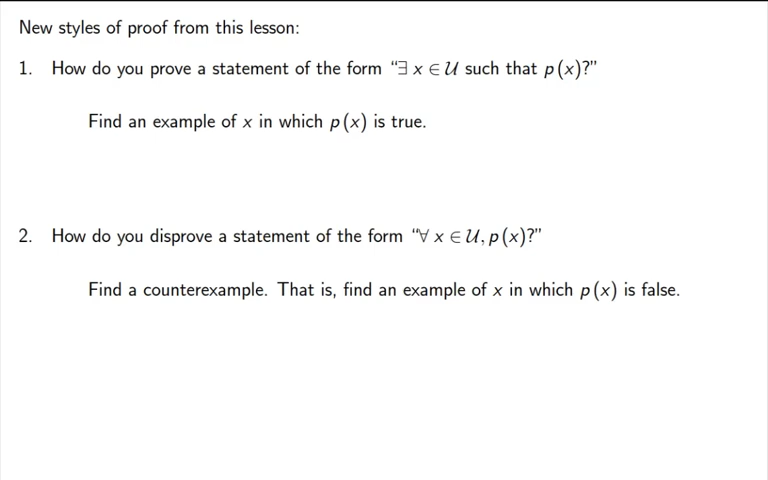 New styles of proof from this lesson:
1. How do you prove a statement of the form “∃ x ∈ 𝒰 such that p(x)?”
Find an example of x in which p(x) is true.
2. How do you disprove a statement of the form “∀ x ∈ 𝒰, p(x)?”
Find a counterexample. That is, find an example of x in which p(x) is false.